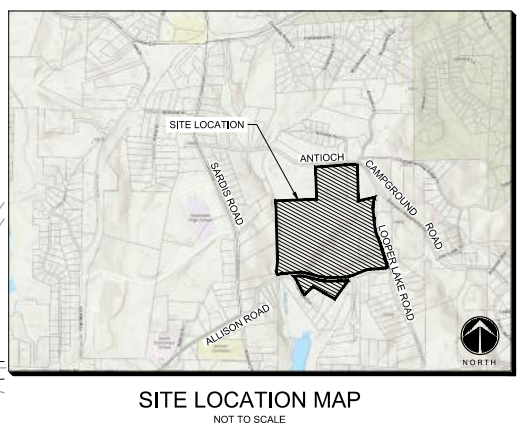 SITE LOCATION
ANTIOCH
CAMPGROUND
ROAD
SARDIS ROAD
LOOPER LAKE ROAD
ALLISON ROAD
NORTH
SITE LOCATION MAP
NOT TO SCALE